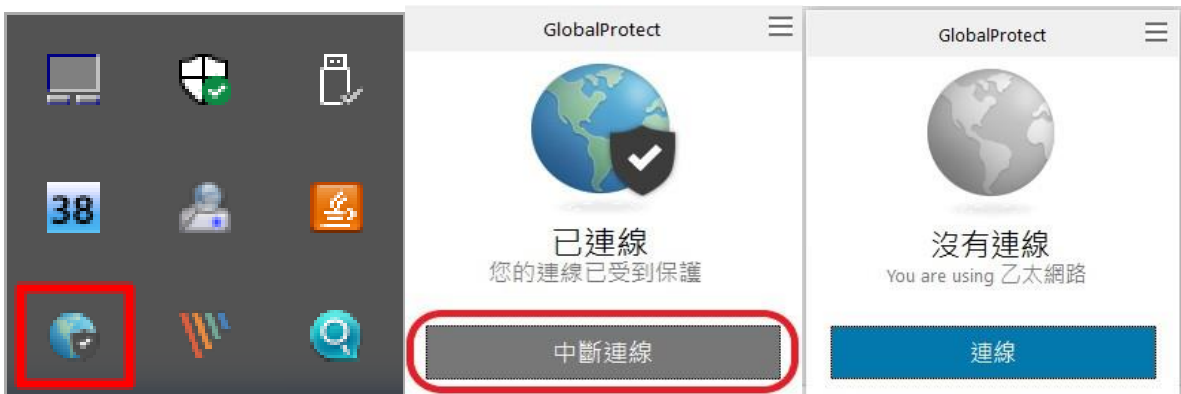 38
GlobalProtect
已連線
您的連線已受到保護
中斷連線
GlobalProtect
沒有連線
You are using 乙太網路
連線